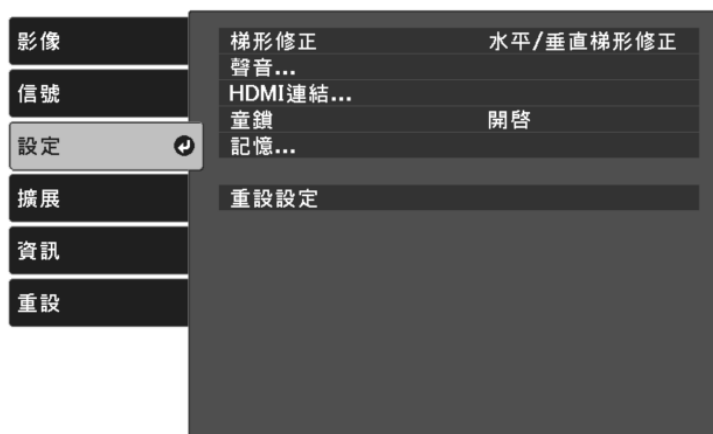 影像
信號
設定
擴展
資訊
重設
梯形修正 水平/垂直梯形修正
聲音...
HDMI連結...
童鎖 開啓
記憶...
重設設定